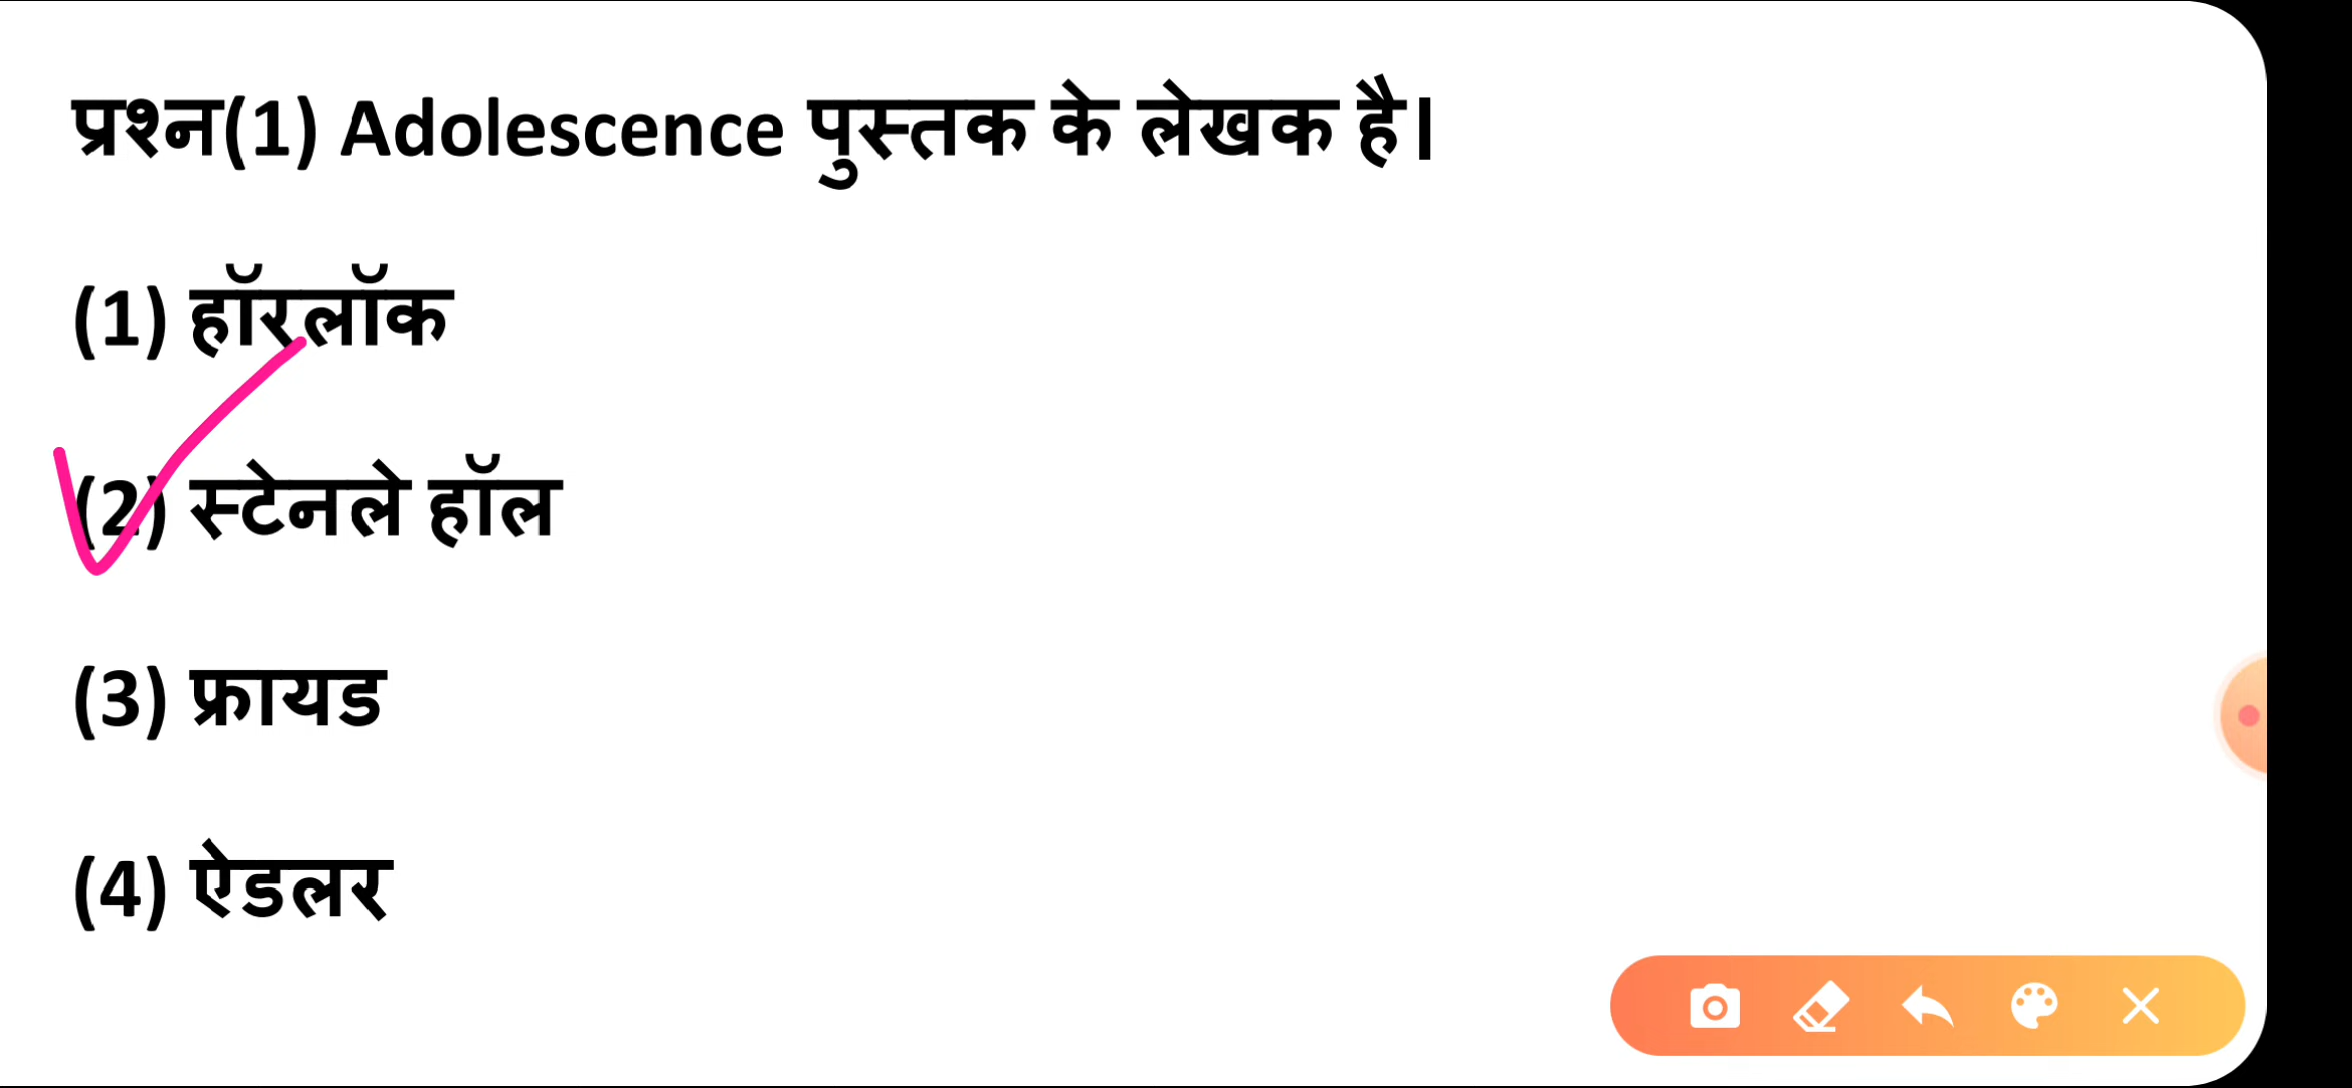 प्रश्न(1) Adolescence पुस्तक के लेखक है।
(1) हॉरलॉक
(2) स्टेनले हॉल
(3) फ्रायड
(4) ऐडलर